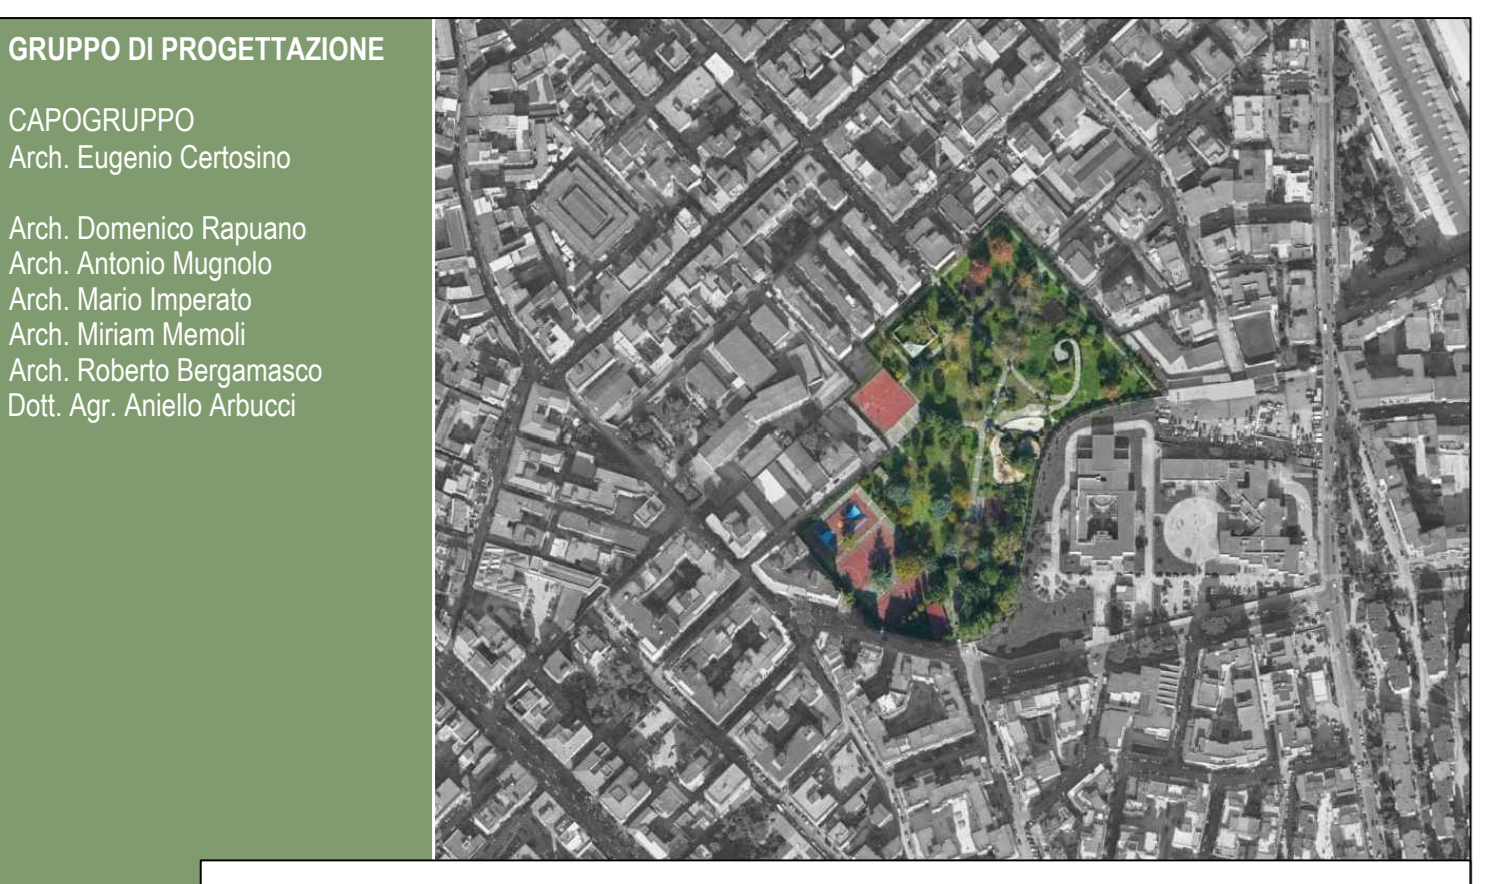 GRUPPO DI PROGETTAZIONE
CAPOGRUPPO
Arch. Eugenio Certosino
Arch. Domenico Rapuano
Arch. Antonio Mugnolo
Arch. Mario Imperato
Arch. Miriam Memoli
Arch. Roberto Bergamasco
Dott. Agr. Aniello Arbucci